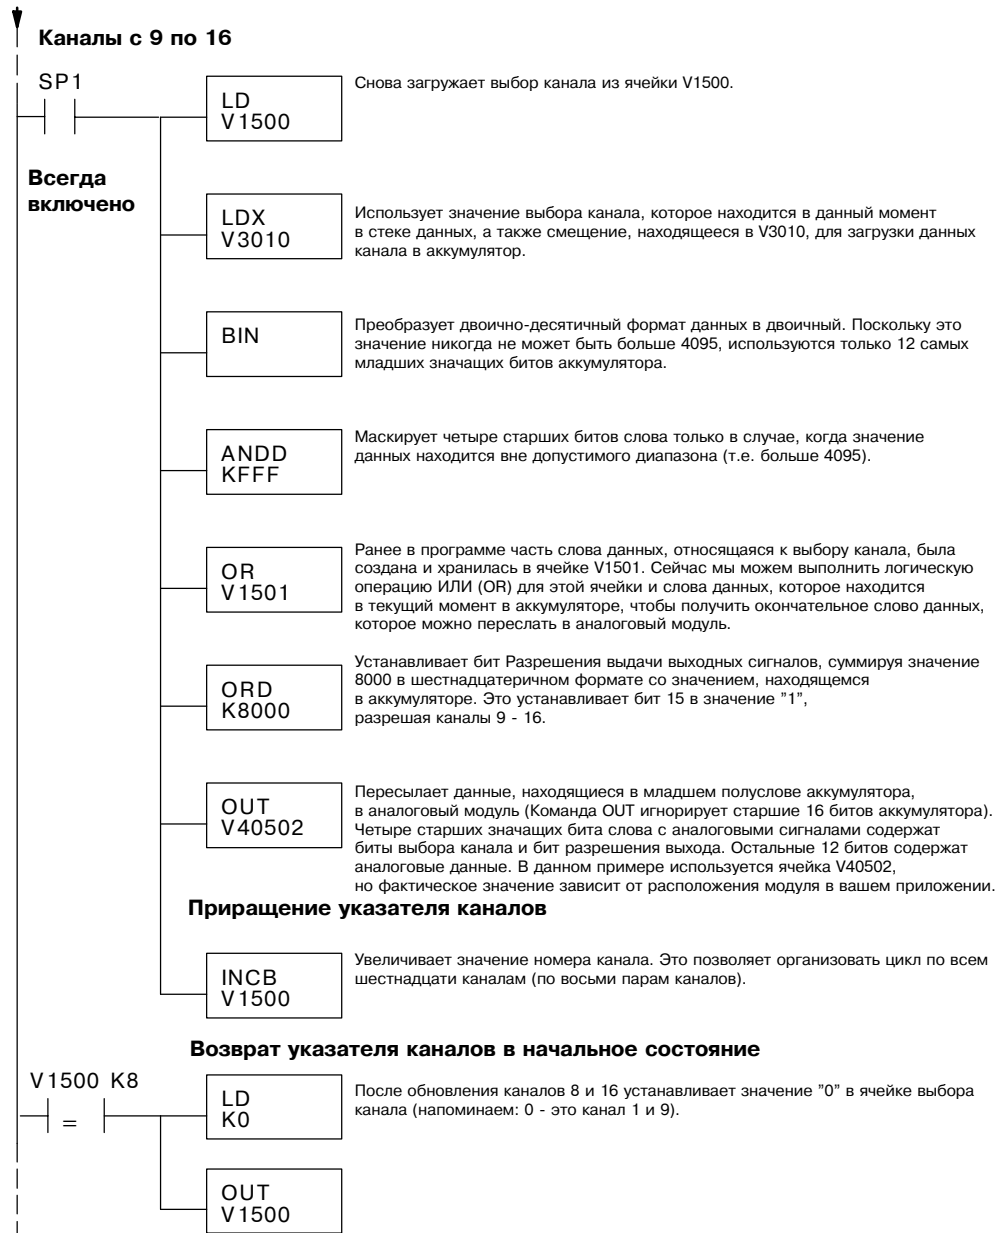 Каналы с 9 по 16
SP1
LD
V1500
Снова загружает выбор канала из ячейки V1500.
Всегда
включено
LDX
V3010
Использует значение выбора канала, которое находится в данный момент
в стеке данных, а также смещение, находящееся в V3010, для загрузки данных
канала в аккумулятор.
BIN
Преобразует двоично-десятичный формат данных в двоичный. Поскольку это
значение никогда не может быть больше 4095, используются только 12 самых
младших значащих битов аккумулятора.
ANDD
KFFF
Маскирует четыре старших битов слова только в случае, когда значение
данных находится вне допустимого диапазона (т.е. больше 4095).
OR
V1501
Ранее в программе часть слова данных, относящаяся к выбору канала, была
создана и хранилась в ячейке V1501. Сейчас мы можем выполнить логическую
операцию ИЛИ (OR) для этой ячейки и слова данных, которое находится
в текущий момент в аккумуляторе, чтобы получить окончательное слово данных,
которое можно переслать в аналоговый модуль.
ORD
K8000
Устанавливает бит Разрешения выдачи выходных сигналов, суммируя значение
8000 в шестнадцатеричном формате со значением, находящемся
в аккумуляторе. Это устанавливает бит 15 в значение ”1”,
разрешая каналы 9 - 16.
OUT
V40502
Пересылает данные, находящиеся в младшем полуслове аккумулятора,
в аналоговый модуль (Команда OUT игнорирует старшие 16 битов аккумулятора).
Четыре старших значащих бита слова с аналоговыми сигналами содержат
биты выбора канала и бит разрешения выхода. Остальные 12 битов содержат
аналоговые данные. В данном примере используется ячейка V40502,
но фактическое значение зависит от расположения модуля в вашем приложении.
Приращение указателя каналов
INCB
V1500
Увеличивает значение номера канала. Это позволяет организовать цикл по всем
шестнадцати каналам (по восьми парам каналов).
Возврат указателя каналов в начальное состояние
V1500 K8
=
LD
K0
После обновления каналов 8 и 16 устанавливает значение ”0” в ячейке выбора
канала (напоминаем: 0 - это канал 1 и 9).
OUT
V1500